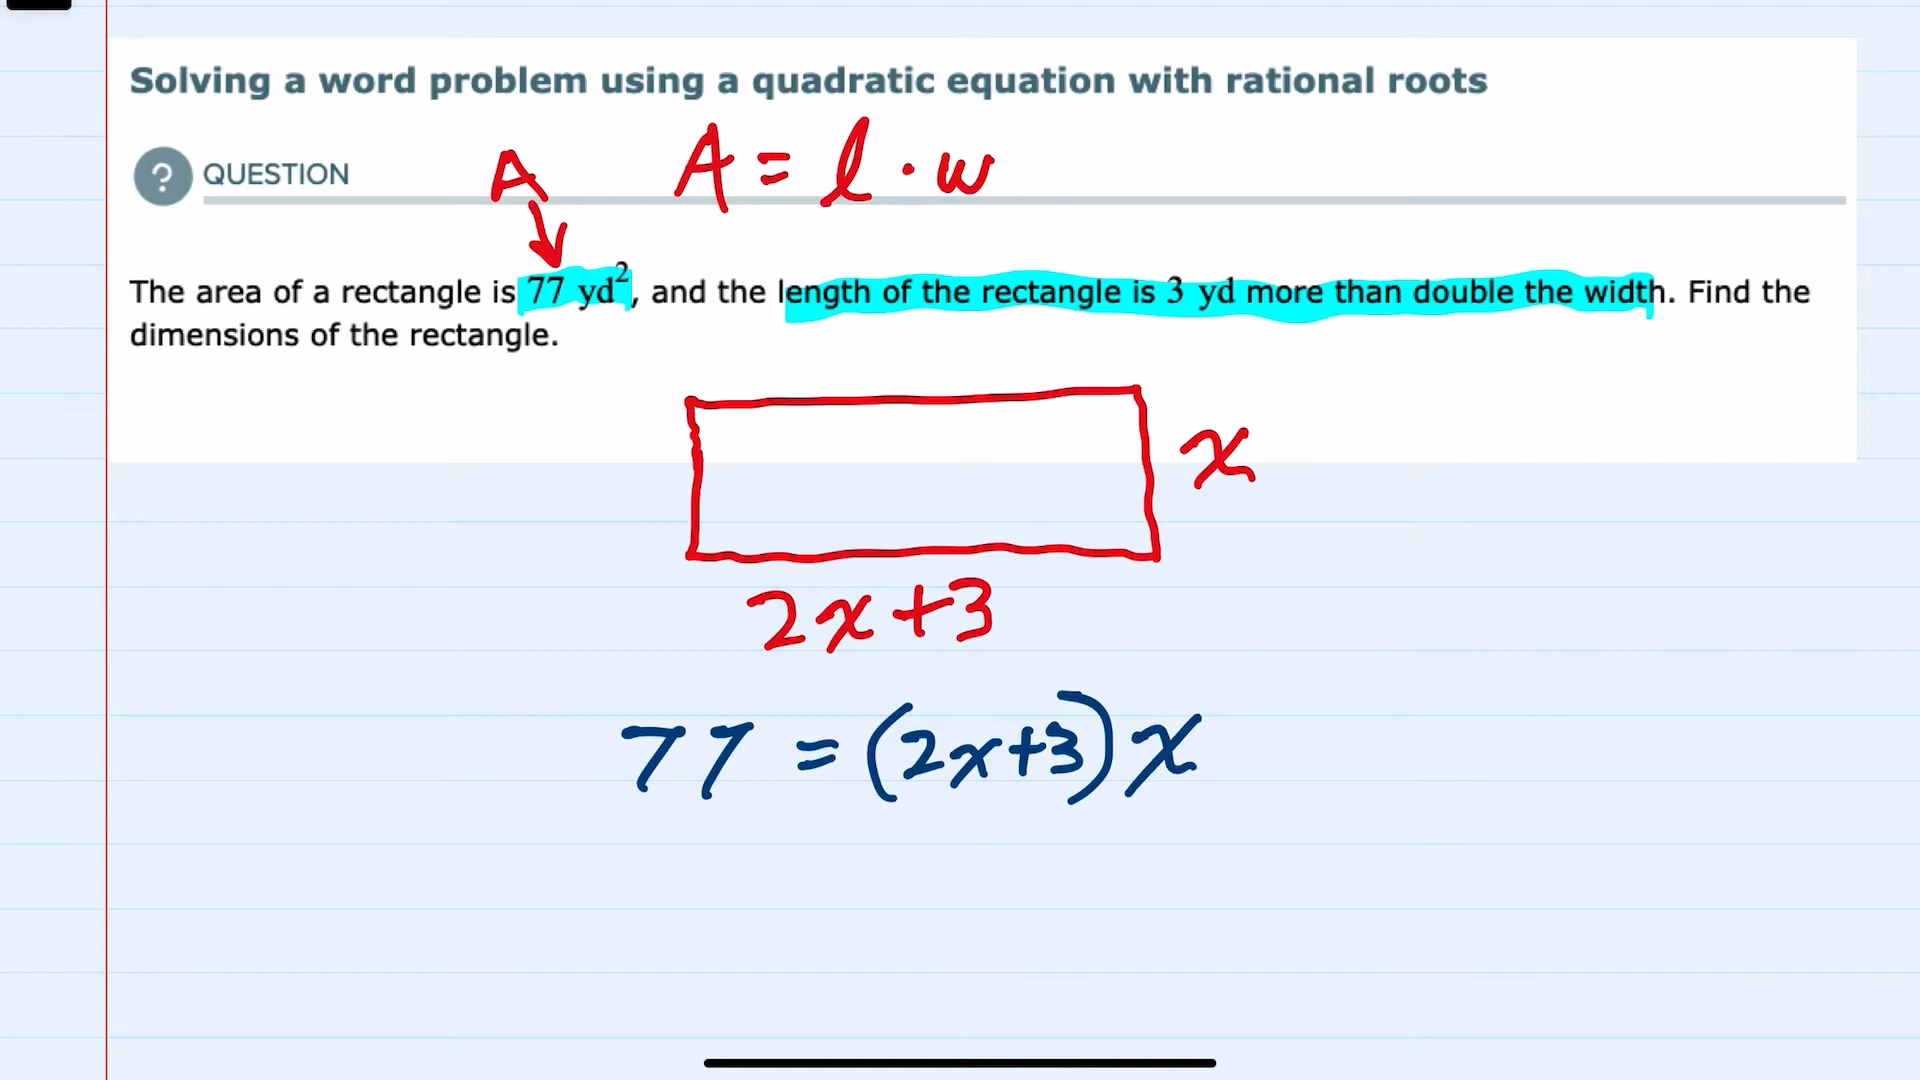 Solving a word problem using a quadratic equation with rational roots
? QUESTION
A A = l · w
The area of a rectangle is 77 yd², and the length of the rectangle is 3 yd more than double the width. Find the
dimensions of the rectangle.
x
2x+3
77 = (2x+3)x